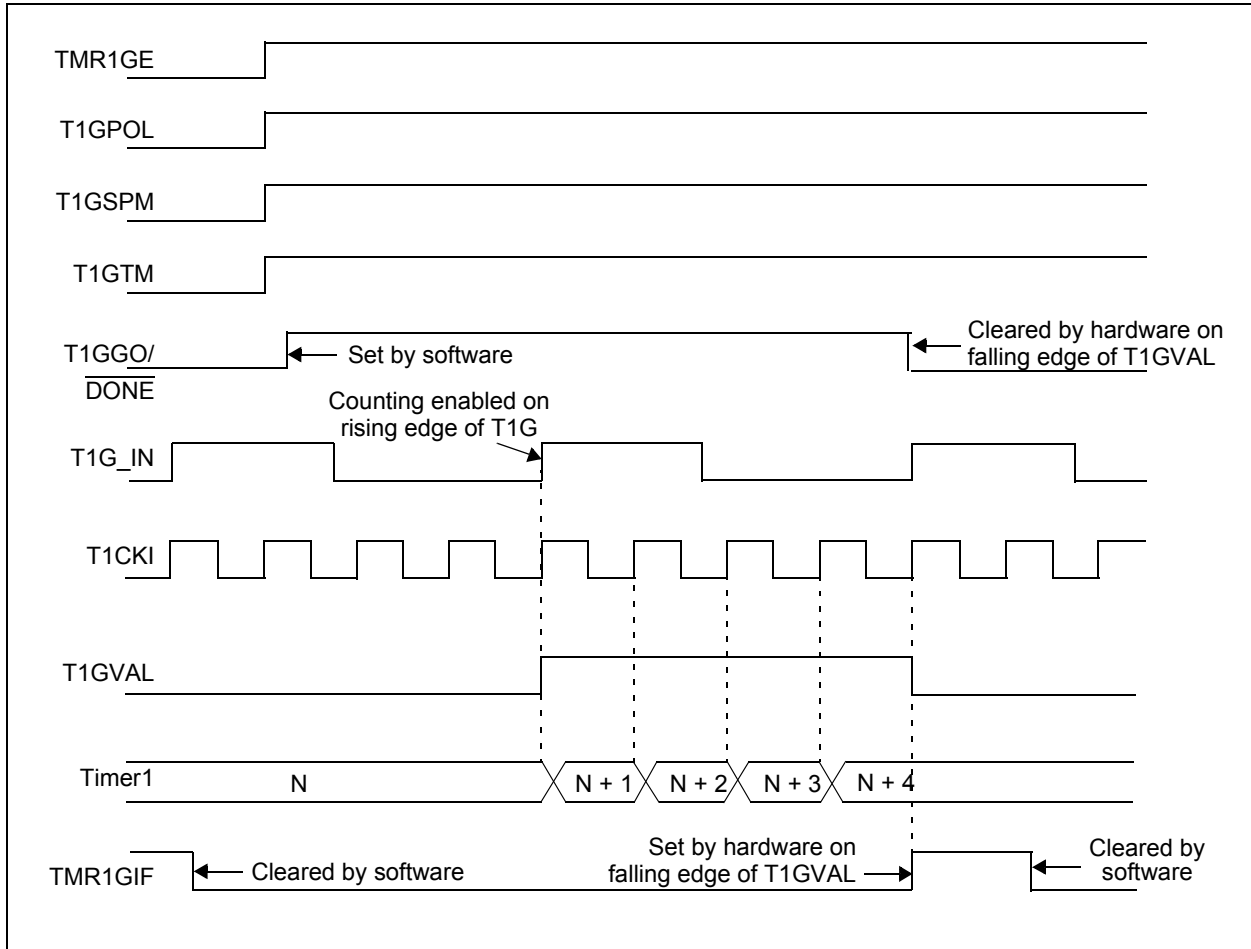 TMR1GE
T1GPOL
T1GSPM
T1GTM
T1GGO/
DONE
Set by software
Cleared by hardware on
falling edge of T1GVAL
Counting enabled on
rising edge of T1G
T1G_IN
T1CKI
T1GVAL
Timer1
N
N + 1
N + 2
N + 3
N + 4
TMR1GIF
Cleared by software
Set by hardware on
falling edge of T1GVAL
Cleared by
software